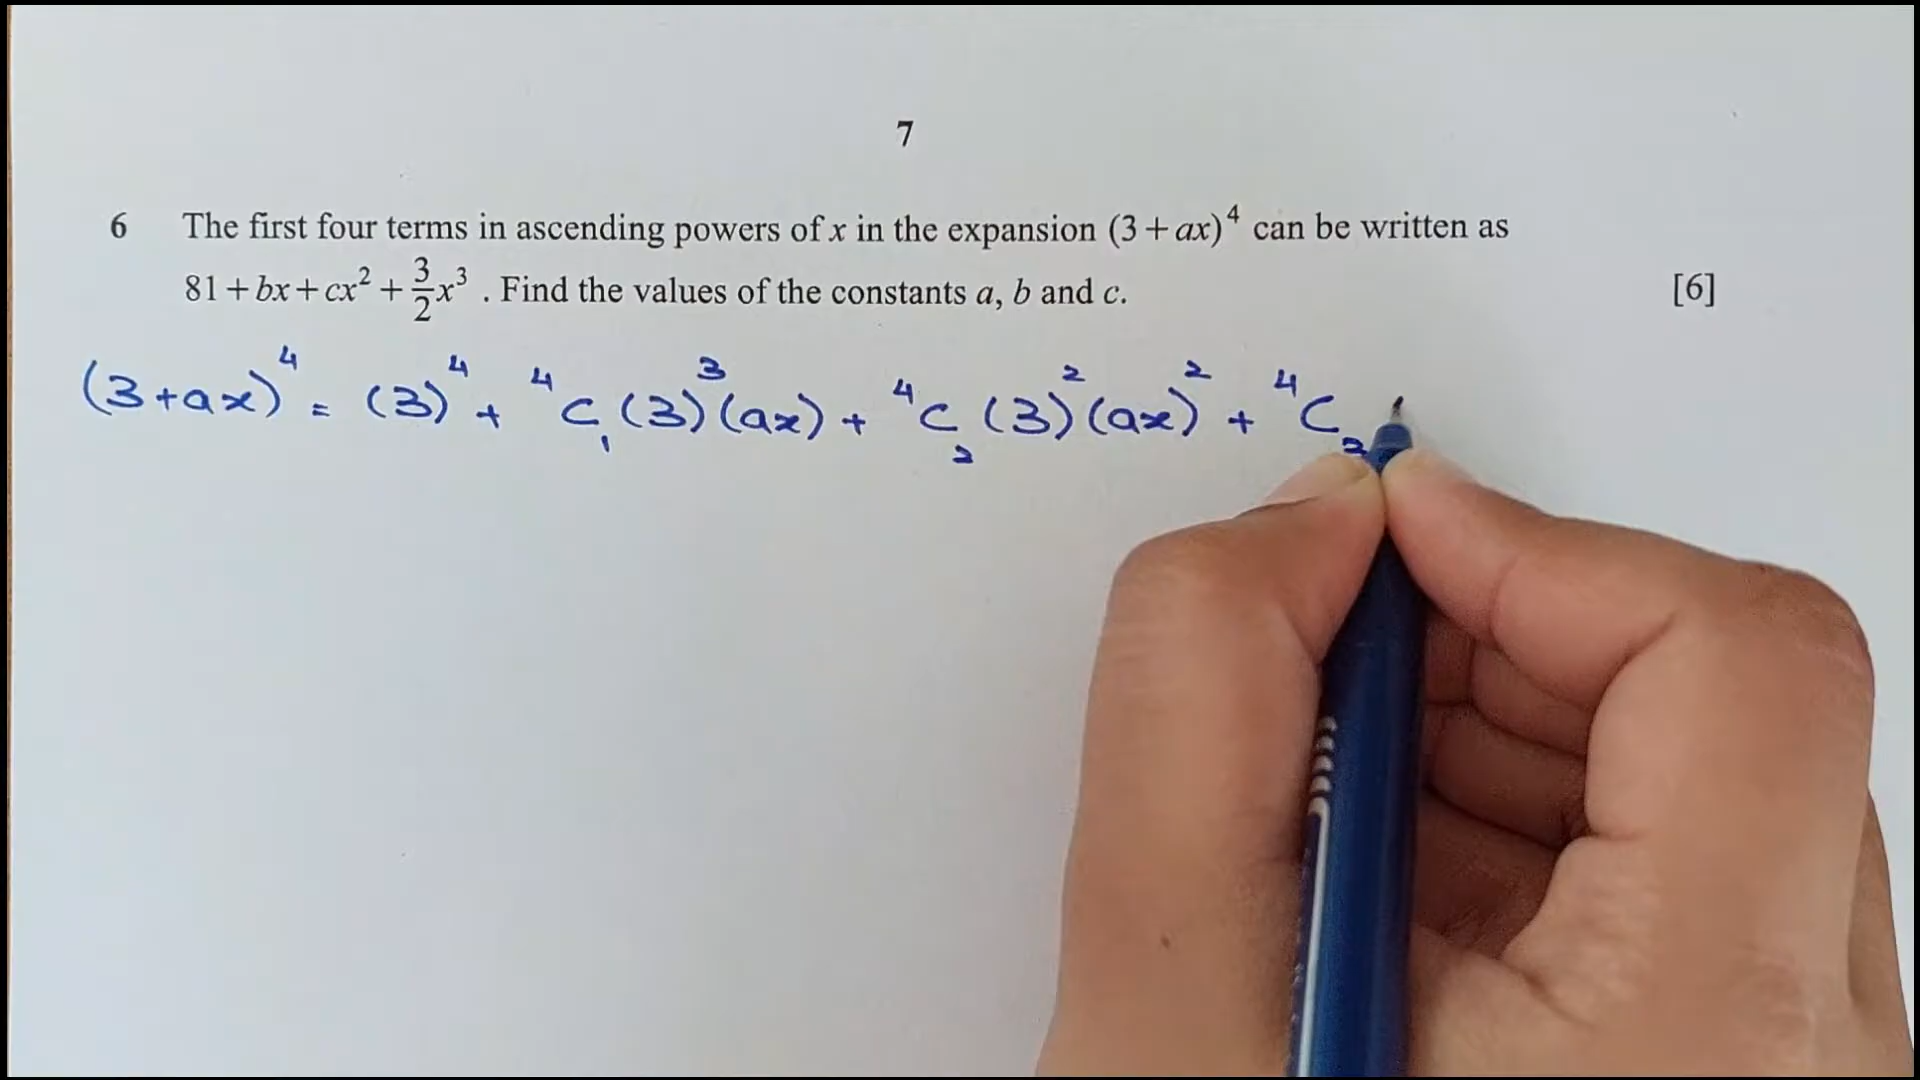 7
6 The first four terms in ascending powers of x in the expansion (3 + ax)⁴ can be written as
81 + bx + cx² + 3/2 x³ . Find the values of the constants a, b and c. [6]
(3+ax)⁴ = (3)⁴ + ⁴C₁(3)³(ax) + ⁴C₂(3)²(ax)² + ⁴C₃